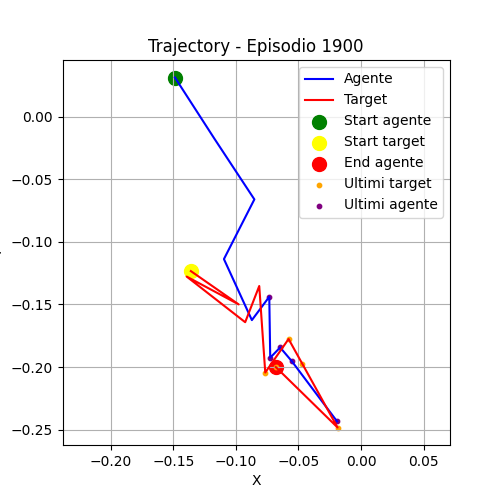 Trajectory - Episodio 1900
Agente
Target
Start agente
Start target
End agente
Ultimi target
Ultimi agente
0.00
−0.05
−0.10
−0.15
−0.20
−0.25
−0.20
−0.15
−0.10
−0.05
0.00
0.05
X